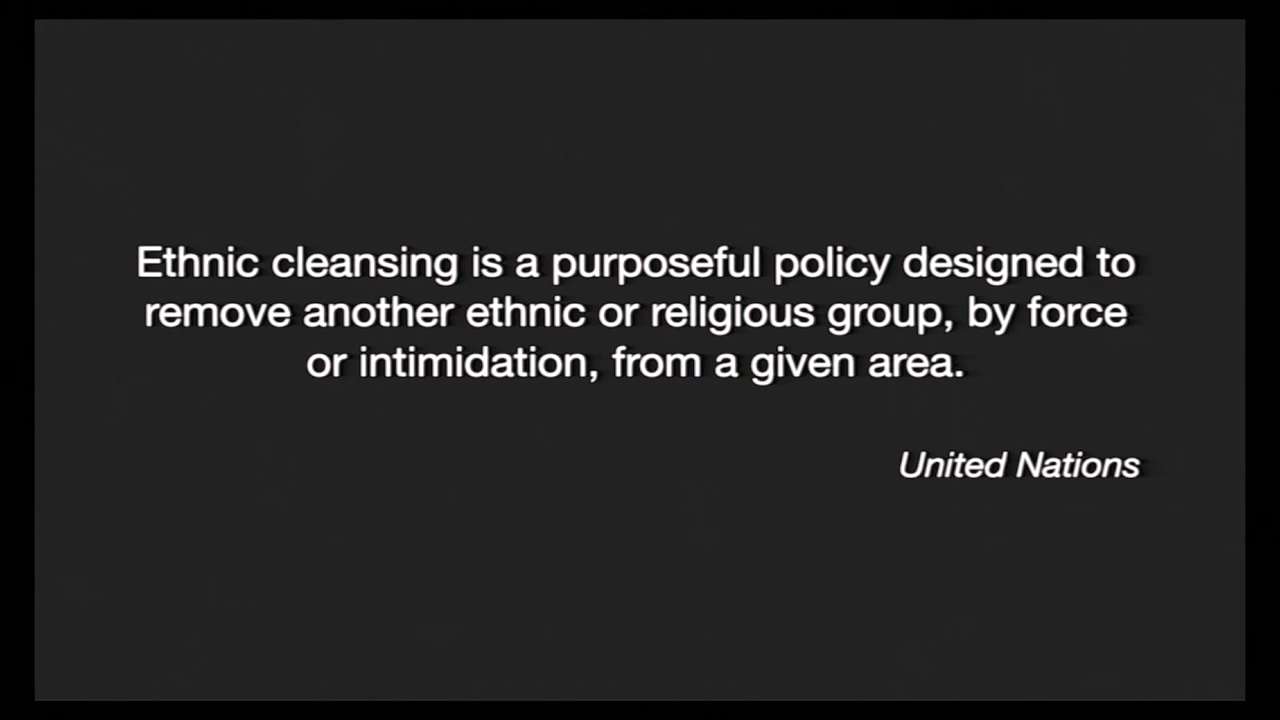 Ethnic cleansing is a purposeful policy designed to
remove another ethnic or religious group, by force
or intimidation, from a given area.
United Nations